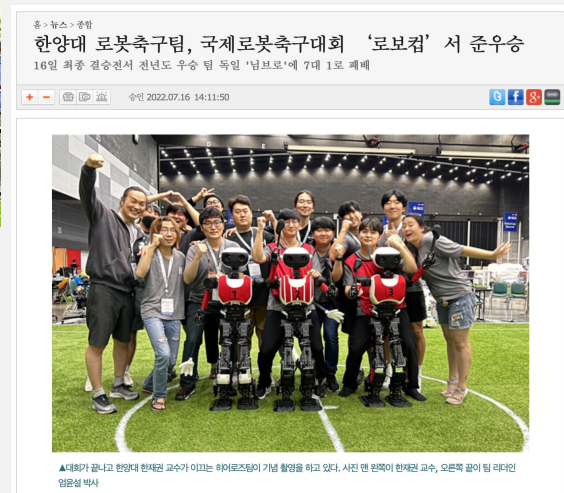 홈 > 뉴스 > 종합
한양대 로봇축구팀, 국제로봇축구대회 ‘로보컵’서 준우승
16일 최종 결승전서 전년도 우승 팀 독일 '님브로'에 7대 1로 패배
승인 2022.07.16 14:11:50
1
3
▲대회가 끝나고 한양대 한재권 교수가 이끄는 히어로즈팀이 기념 촬영을 하고 있다. 사진 맨 왼쪽이 한재권 교수, 오른쪽 끝이 팀 리더인
엄윤설 박사